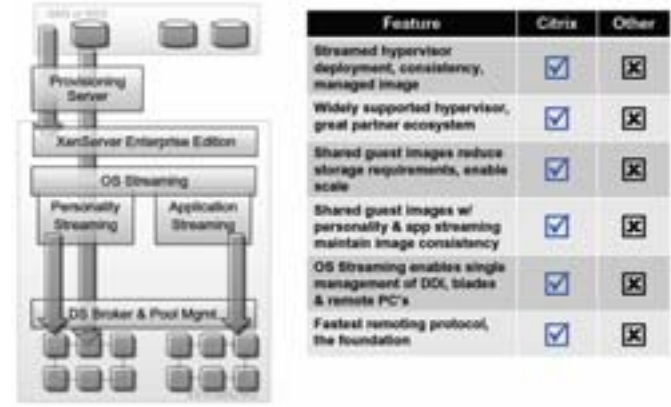 Provisioning
Server
XenServer Enterprise Edition
OS Streaming
Personality
Streaming
Application
Streaming
DS Broker & Pool Mgmt
Feature Citrix Other
Streamed hypervisor
deployment, consistency,
managed image
Widely supported hypervisor,
great partner ecosystem
Shared guest images reduce
storage requirements, enable
scale
Shared guest images w/
personality & app streaming
maintain image consistency
OS Streaming enables single
management of DDI, blades
& remote PC's
Fastest remoting protocol,
the foundation